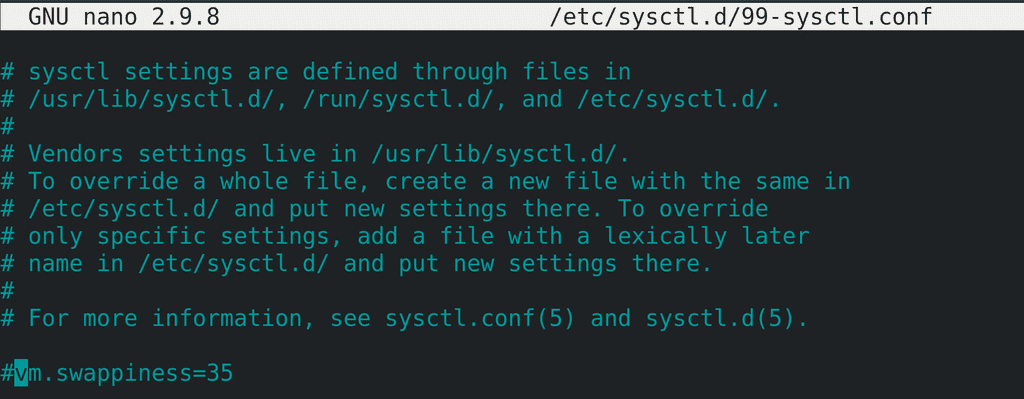 GNU nano 2.9.8 /etc/sysctl.d/99-sysctl.conf
# sysctl settings are defined through files in
# /usr/lib/sysctl.d/, /run/sysctl.d/, and /etc/sysctl.d/.
#
# Vendors settings live in /usr/lib/sysctl.d/.
# To override a whole file, create a new file with the same in
# /etc/sysctl.d/ and put new settings there. To override
# only specific settings, add a file with a lexically later
# name in /etc/sysctl.d/ and put new settings there.
#
# For more information, see sysctl.conf(5) and sysctl.d(5).
#vm.swappiness=35